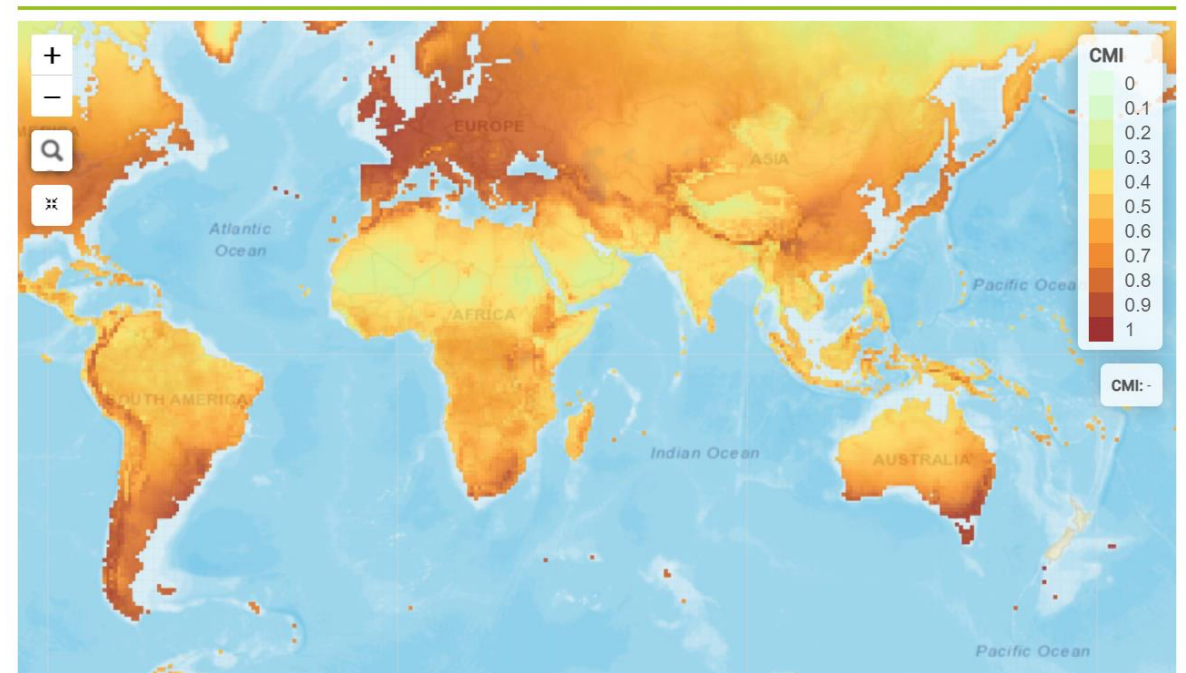 +
CMI
0
0.1
0.2
0.3
0.4
0.5
0.6
0.7
0.8
0.9
1
−
EUROPE
ASIA
Atlantic
Ocean
AFRICA
Pacific Ocea
CMI: -
SOUTH AMERICA
Indian Ocean
AUSTRALIA
Pacific Ocean